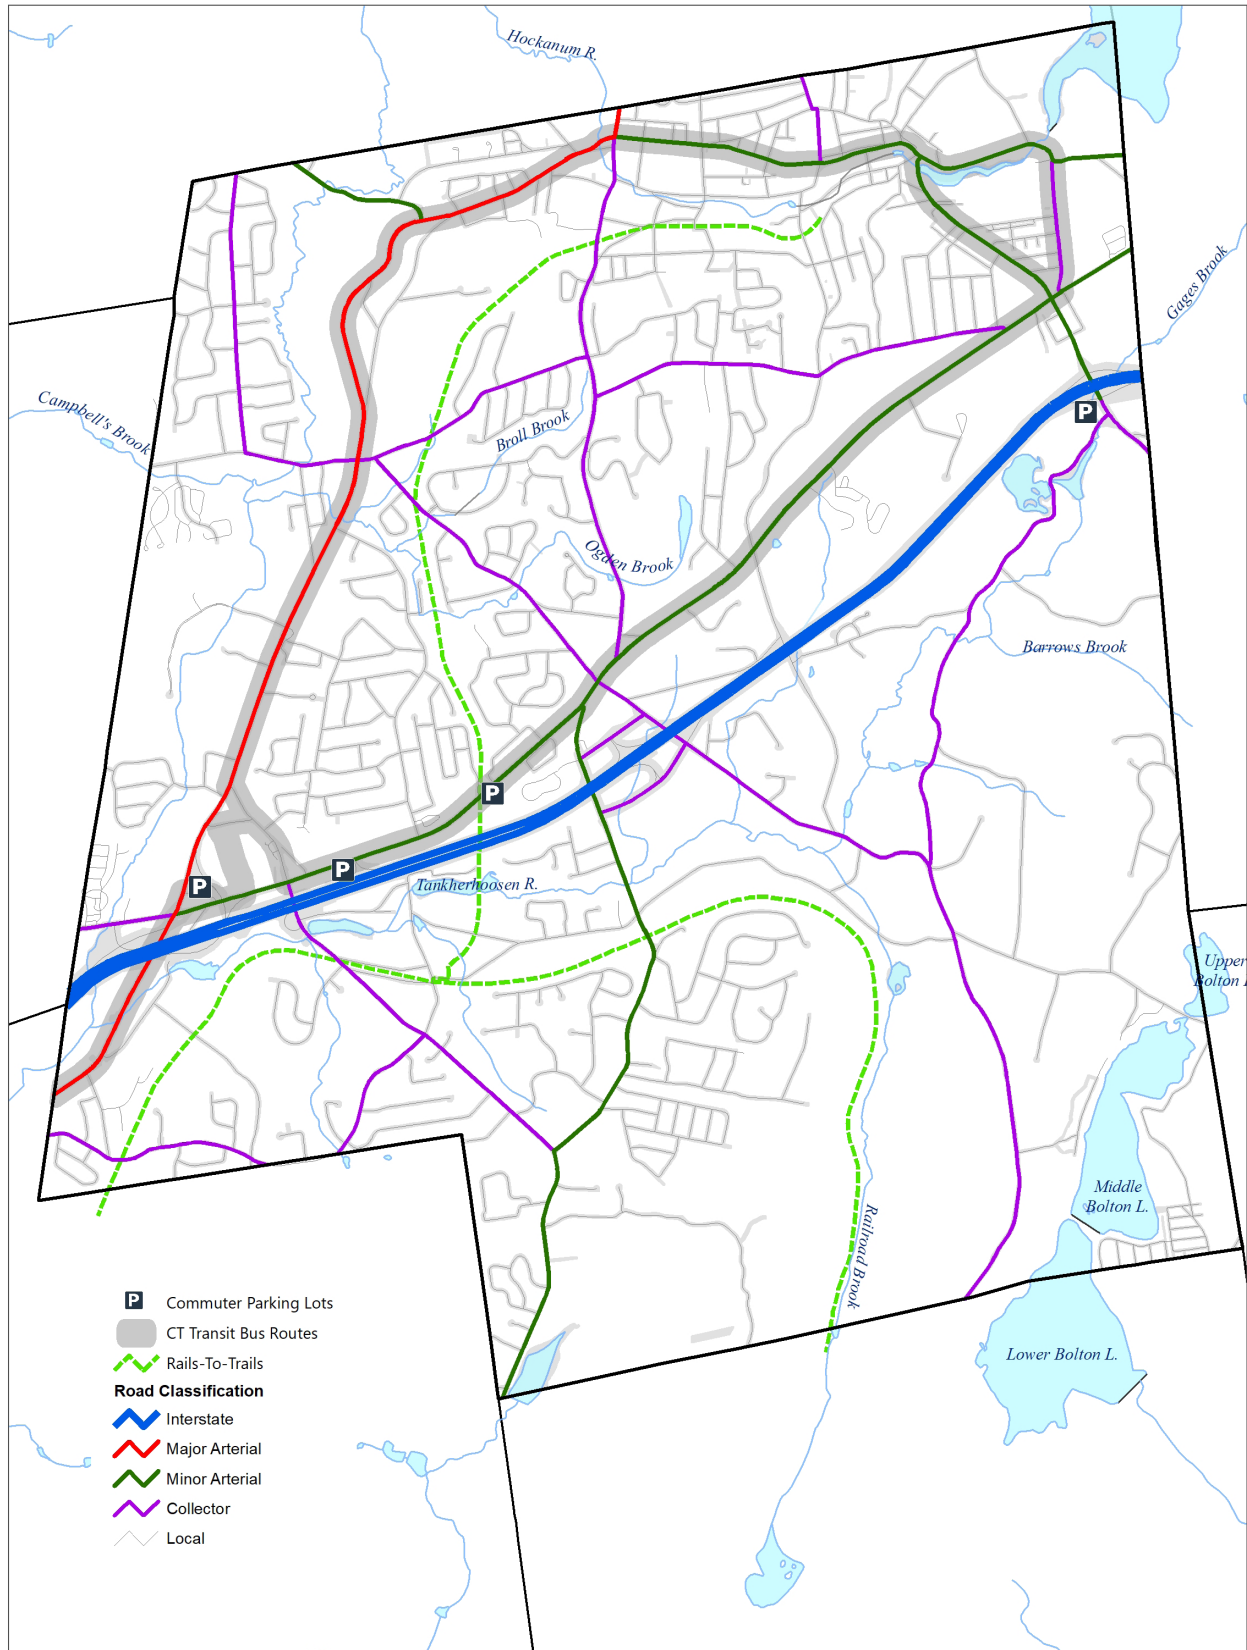 Hockanum R.
Gages Brook
Campbell's Brook
Broll Brook
P
Ogden Brook
Barrows Brook
P
P
P
Tankherhoosen R.
Upper
Bolton
Middle
Bolton L.
Railroad Brook
Lower Bolton L.
P Commuter Parking Lots
CT Transit Bus Routes
Rails-To-Trails
Road Classification
Interstate
Major Arterial
Minor Arterial
Collector
Local